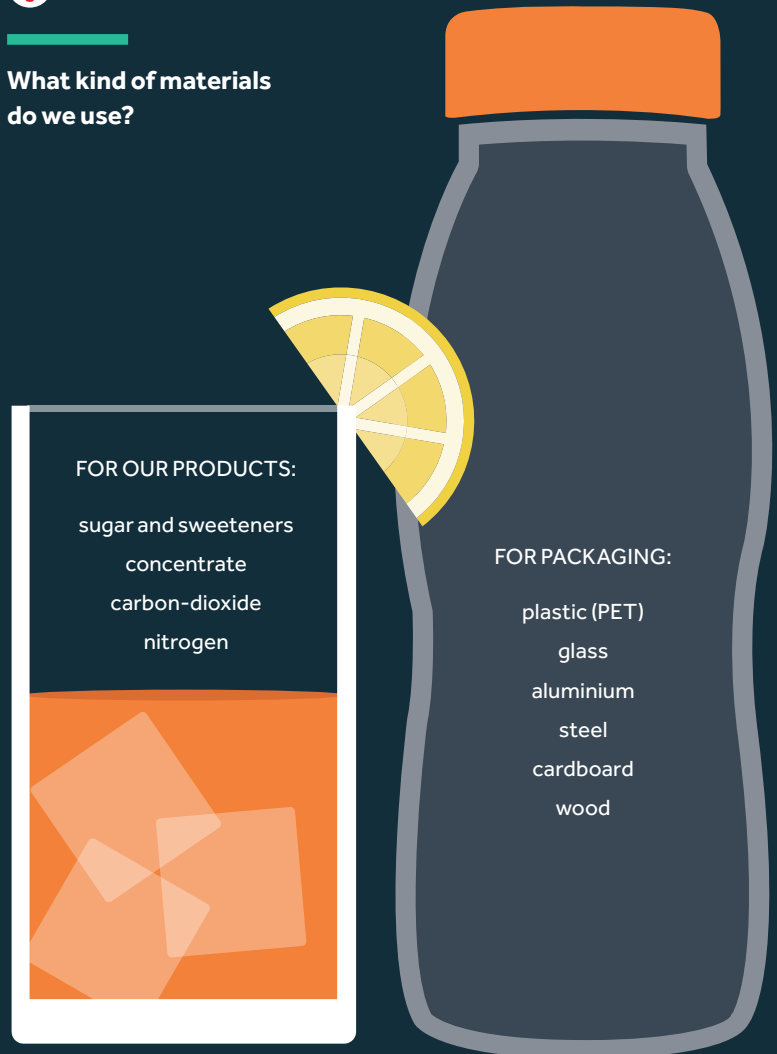 What kind of materials
do we use?
FOR OUR PRODUCTS:
sugar and sweeteners
concentrate
carbon-dioxide
nitrogen
FOR PACKAGING:
plastic (PET)
glass
aluminium
steel
cardboard
wood